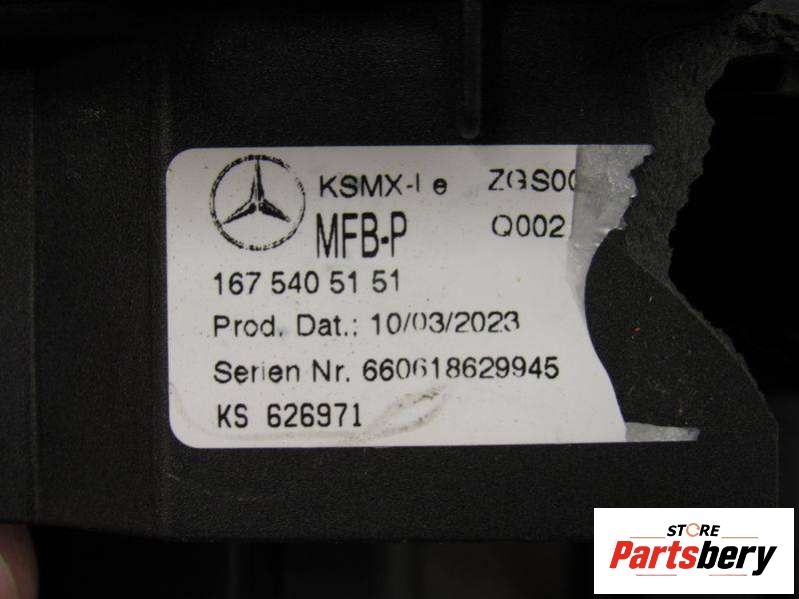 KSMX-I e ZGS00
MFB-P Q002
167 540 51 51
Prod. Dat.: 10/03/2023
Serien Nr. 660618629945
KS 626971
STORE
Partsbery